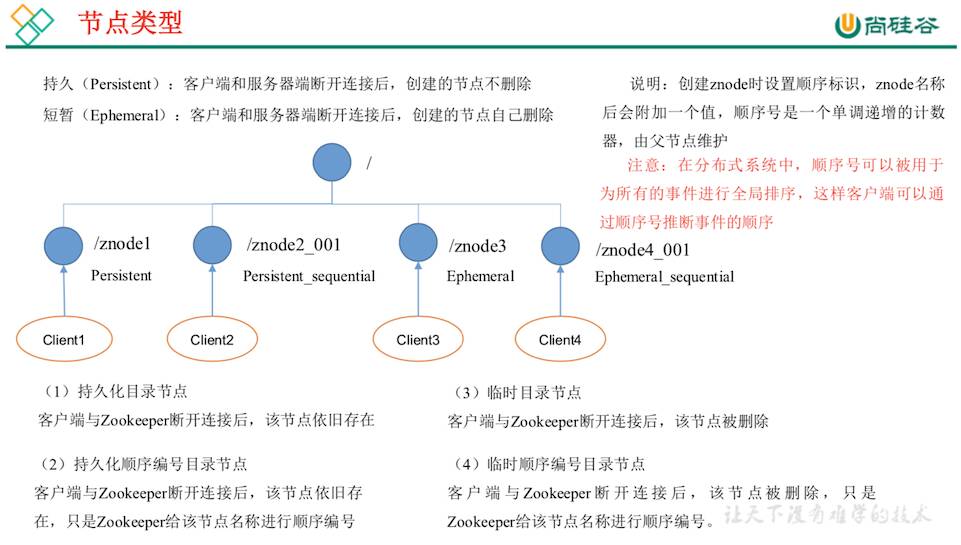 节点类型
尚硅谷
持久（Persistent）：客户端和服务器端断开连接后，创建的节点不删除
短暂（Ephemeral）：客户端和服务器端断开连接后，创建的节点自己删除
说明：创建znode时设置顺序标识，znode名称
后会附加一个值，顺序号是一个单调递增的计数
器，由父节点维护
注意：在分布式系统中，顺序号可以被用于
为所有的事件进行全局排序，这样客户端可以通
过顺序号推断事件的顺序
/
/znode1
Persistent
/znode2_001
Persistent_sequential
/znode3
Ephemeral
/znode4_001
Ephemeral_sequential
Client1
Client2
Client3
Client4
（1）持久化目录节点
客户端与Zookeeper断开连接后，该节点依旧存在
（2）持久化顺序编号目录节点
客户端与Zookeeper断开连接后，该节点依旧存
在，只是Zookeeper给该节点名称进行顺序编号
（3）临时目录节点
客户端与Zookeeper断开连接后，该节点被删除
（4）临时顺序编号目录节点
客户端与Zookeeper断开连接后，该节点被删除，只是
Zookeeper给该节点名称进行顺序编号。
让天下没有难学的技术